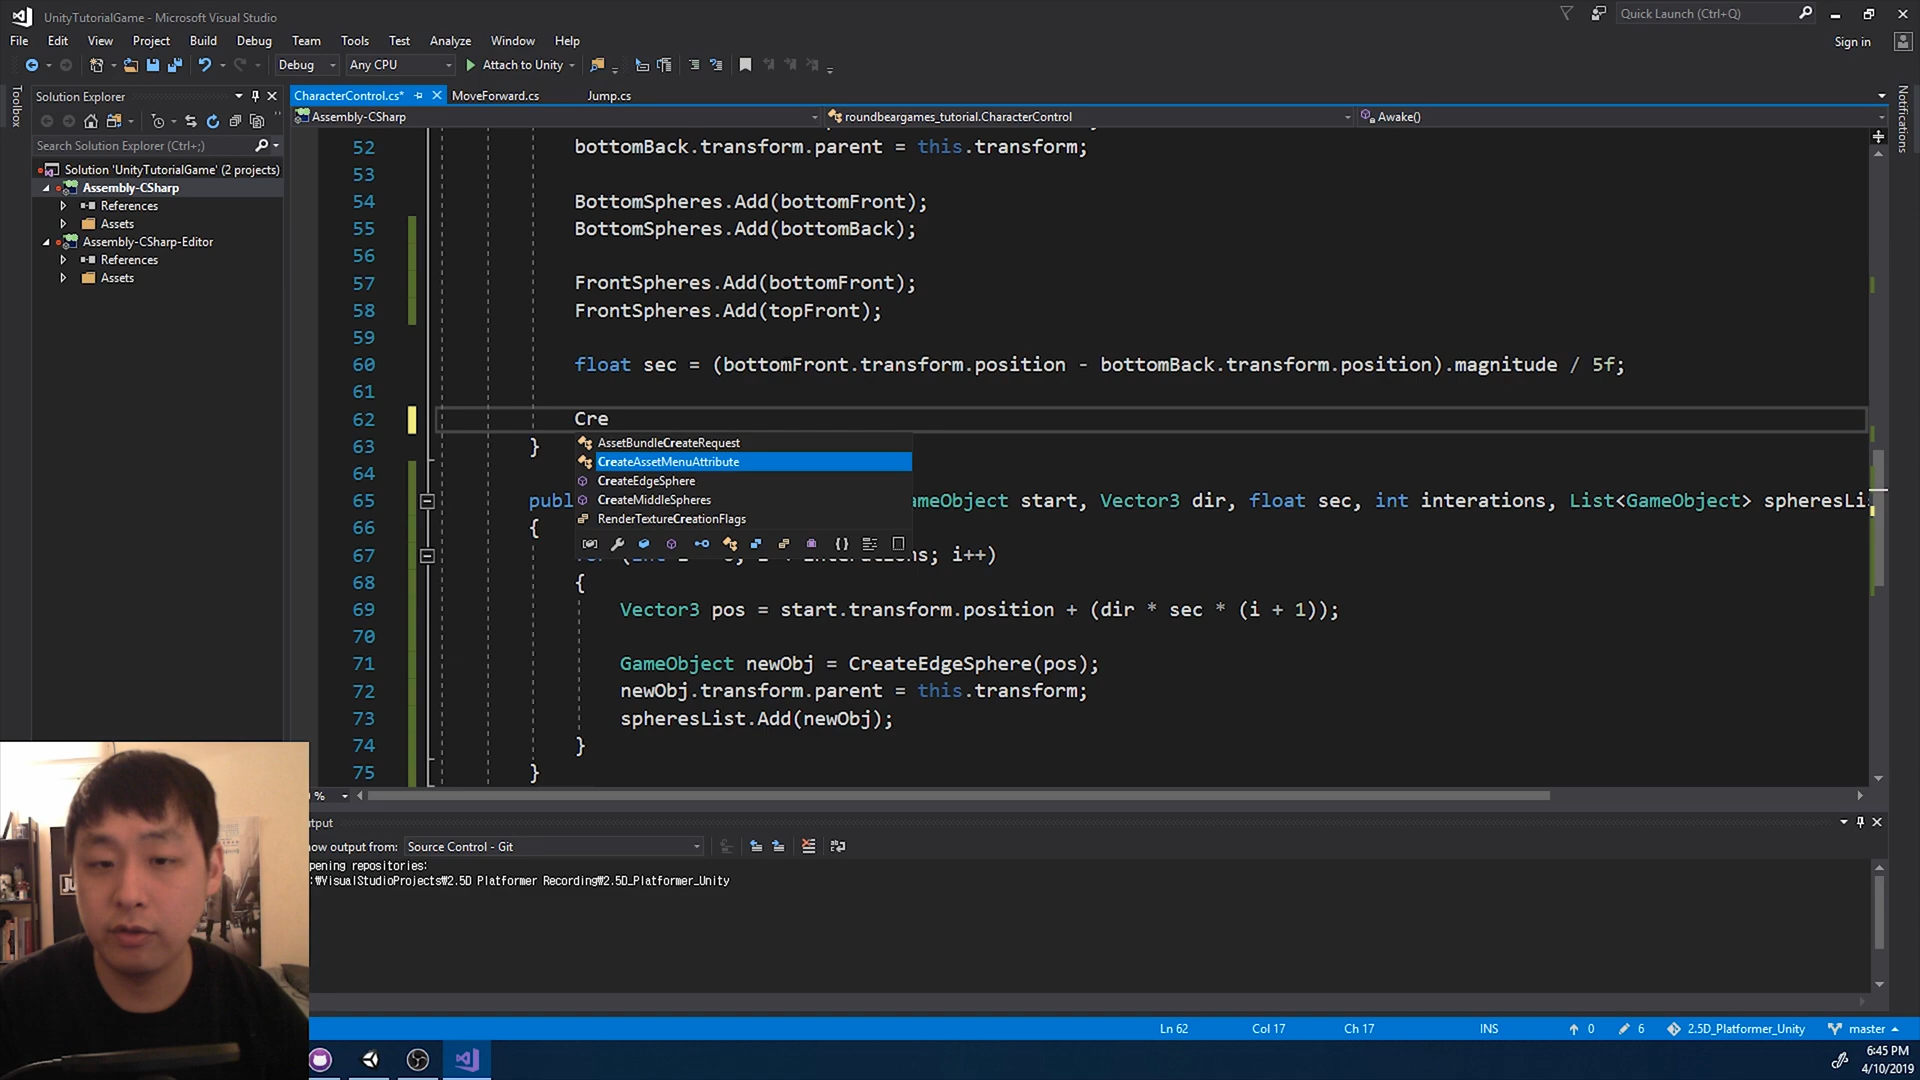 UnityTutorialGame - Microsoft Visual Studio
Quick Launch (Ctrl+Q)
File Edit View Project Build Debug Team Tools Test Analyze Window Help
Sign in
Debug Any CPU Attach to Unity
Toolbox
Solution Explorer
CharacterControl.cs* MoveForward.cs Jump.cs
Notifications
Assembly-CSharp roundbeargames_tutorial.CharacterControl Awake()
Search Solution Explorer (Ctrl+;)
Solution 'UnityTutorialGame' (2 projects)
Assembly-CSharp
References
Assets
Assembly-CSharp-Editor
References
Assets
52 bottomBack.transform.parent = this.transform;
53
54 BottomSpheres.Add(bottomFront);
55 BottomSpheres.Add(bottomBack);
56
57 FrontSpheres.Add(bottomFront);
58 FrontSpheres.Add(topFront);
59
60 float sec = (bottomFront.transform.position - bottomBack.transform.position).magnitude / 5f;
61
62 Cre
AssetBundleCreateRequest
63 }
CreateAssetMenuAttribute
64
CreateEdgeSphere
65 publ ameObject start, Vector3 dir, float sec, int interations, List<GameObject> spheresLi
CreateMiddleSpheres
RenderTextureCreationFlags
66 {
67 ns; i++)
68 {
69 Vector3 pos = start.transform.position + (dir * sec * (i + 1));
70
71 GameObject newObj = CreateEdgeSphere(pos);
72 newObj.transform.parent = this.transform;
73 spheresList.Add(newObj);
74 }
75 }
%
utput
ow output from: Source Control - Git
pening repositories:
:₩VisualStudioProjects₩2.5D Platformer Recording₩2.5D_Platformer_Unity
Ln 62 Col 17 Ch 17 INS 0 6 2.5D_Platformer_Unity master
6:45 PM
4/10/2019